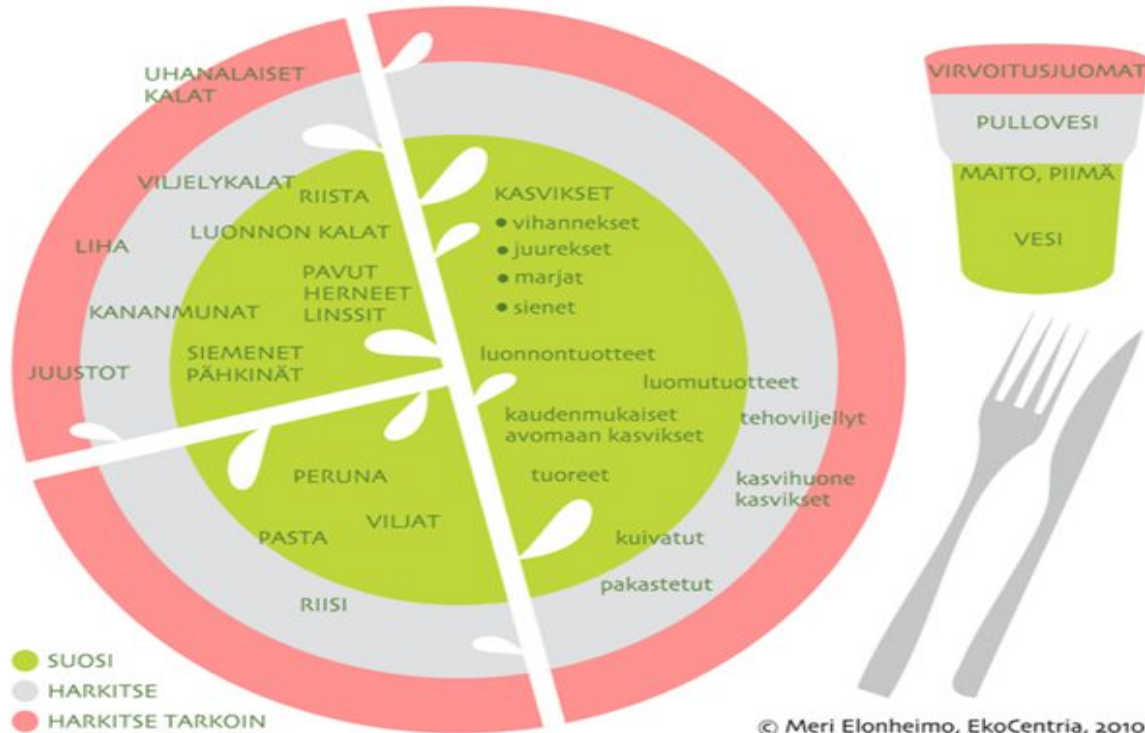 UHANALAISET
KALAT
VILJELYKALAT
RIISTA
LIHA
LUONNON KALAT
PAVUT
HERNEET
LINSSIT
KANANMUNAT
SIEMENET
PÄHKINÄT
JUUSTOT
KASVIKSET
• vihannekset
• juurekset
• marjat
• sienet
luonnontuotteet
luomutuotteet
kaudenmukaiset
avomaan kasvikset
tehoviljellyt
tuoreet
kasvihuone
kasvikset
kuivatut
pakastetut
PERUNA
VILJAT
PASTA
RIISI
VIRVOITUSJUOMAT
PULLOVESI
MAITO, PIIMÄ
VESI
SUOSI
HARKITSE
HARKITSE TARKOIN
© Meri Elonheimo, EkoCentria, 2010